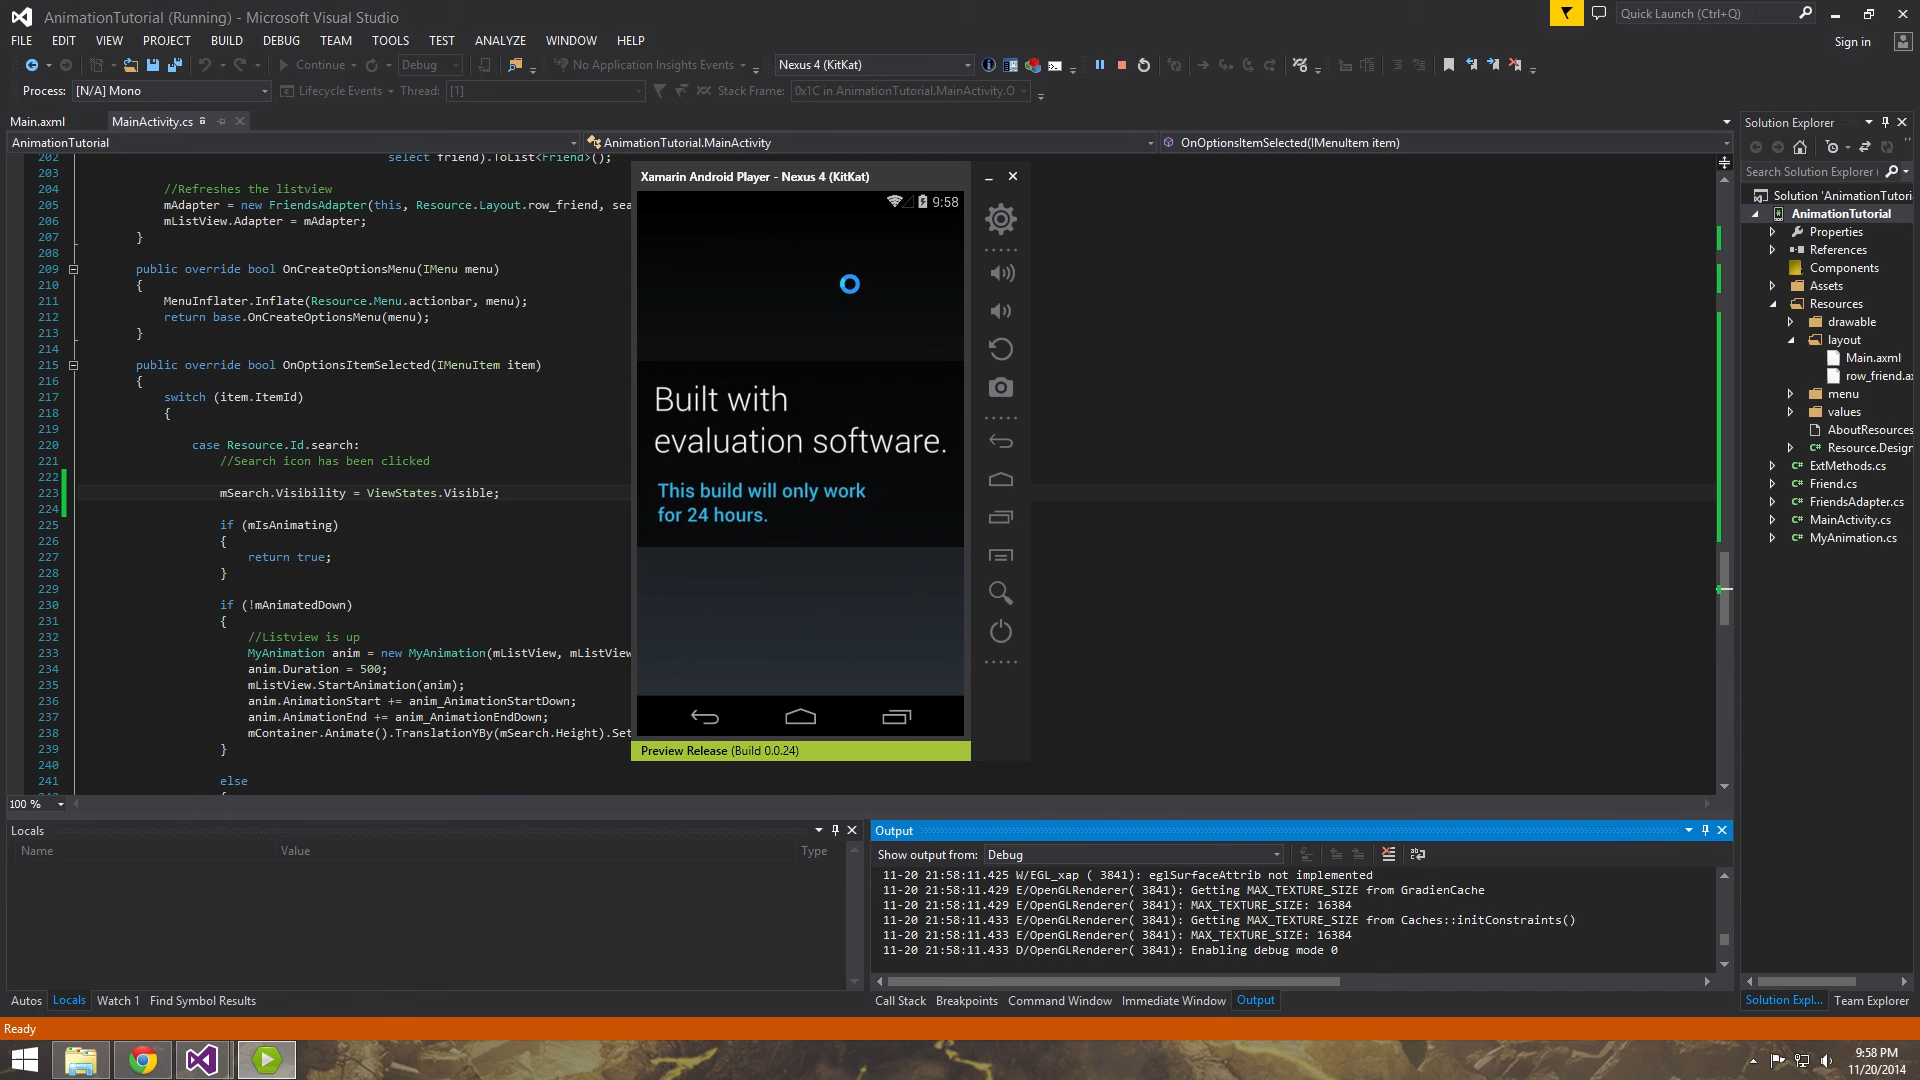 AnimationTutorial (Running) - Microsoft Visual Studio
Quick Launch (Ctrl+Q)
FILE EDIT VIEW PROJECT BUILD DEBUG TEAM TOOLS TEST ANALYZE WINDOW HELP
Sign in
Continue Debug No Application Insights Events Nexus 4 (KitKat)
Process: [N/A] Mono Lifecycle Events Thread: [1] Stack Frame: 0x1C in AnimationTutorial.MainActivity.O
Main.axml MainActivity.cs
AnimationTutorial AnimationTutorial.MainActivity OnOptionsItemSelected(IMenuItem item)
202 select friend).ToList<Friend>();
203
204 //Refreshes the listview
205 mAdapter = new FriendsAdapter(this, Resource.Layout.row_friend, sea
206 mListView.Adapter = mAdapter;
207 }
208
209 public override bool OnCreateOptionsMenu(IMenu menu)
210 {
211 MenuInflater.Inflate(Resource.Menu.actionbar, menu);
212 return base.OnCreateOptionsMenu(menu);
213 }
214
215 public override bool OnOptionsItemSelected(IMenuItem item)
216 {
217 switch (item.ItemId)
218 {
219
220 case Resource.Id.search:
221 //Search icon has been clicked
222
223 mSearch.Visibility = ViewStates.Visible;
224
225 if (mIsAnimating)
226 {
227 return true;
228 }
229
230 if (!mAnimatedDown)
231 {
232 //Listview is up
233 MyAnimation anim = new MyAnimation(mListView, mListView
234 anim.Duration = 500;
235 mListView.StartAnimation(anim);
236 anim.AnimationStart += anim_AnimationStartDown;
237 anim.AnimationEnd += anim_AnimationEndDown;
238 mContainer.Animate().TranslationYBy(mSearch.Height).Set
239 }
240
241 else
100 %
Xamarin Android Player - Nexus 4 (KitKat)
9:58
Built with
evaluation software.
This build will only work
for 24 hours.
Preview Release (Build 0.0.24)
Solution Explorer
Search Solution Explorer
Solution 'AnimationTutori
AnimationTutorial
Properties
References
Components
Assets
Resources
drawable
layout
Main.axml
row_friend.ax
menu
values
AboutResources
Resource.Design
ExtMethods.cs
Friend.cs
FriendsAdapter.cs
MainActivity.cs
MyAnimation.cs
Solution Expl... Team Explorer
Locals
Name Value Type
Autos Locals Watch 1 Find Symbol Results
Output
Show output from: Debug
11-20 21:58:11.425 W/EGL_xap ( 3841): eglSurfaceAttrib not implemented
11-20 21:58:11.429 E/OpenGLRenderer( 3841): Getting MAX_TEXTURE_SIZE from GradienCache
11-20 21:58:11.429 E/OpenGLRenderer( 3841): MAX_TEXTURE_SIZE: 16384
11-20 21:58:11.433 E/OpenGLRenderer( 3841): Getting MAX_TEXTURE_SIZE from Caches::initConstraints()
11-20 21:58:11.433 E/OpenGLRenderer( 3841): MAX_TEXTURE_SIZE: 16384
11-20 21:58:11.433 D/OpenGLRenderer( 3841): Enabling debug mode 0
Call Stack Breakpoints Command Window Immediate Window Output
Ready
9:58 PM
11/20/2014